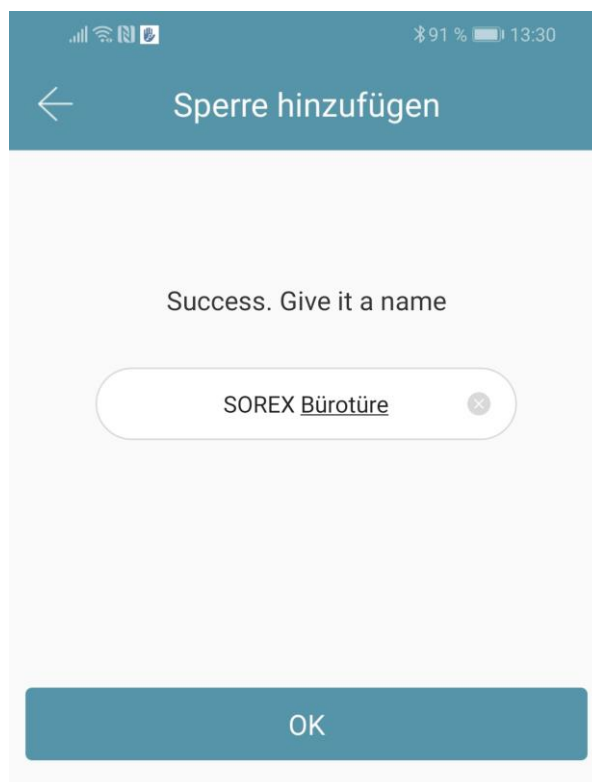 91 % 13:30
Sperre hinzufügen
Success. Give it a name
SOREX Bürotüre
OK